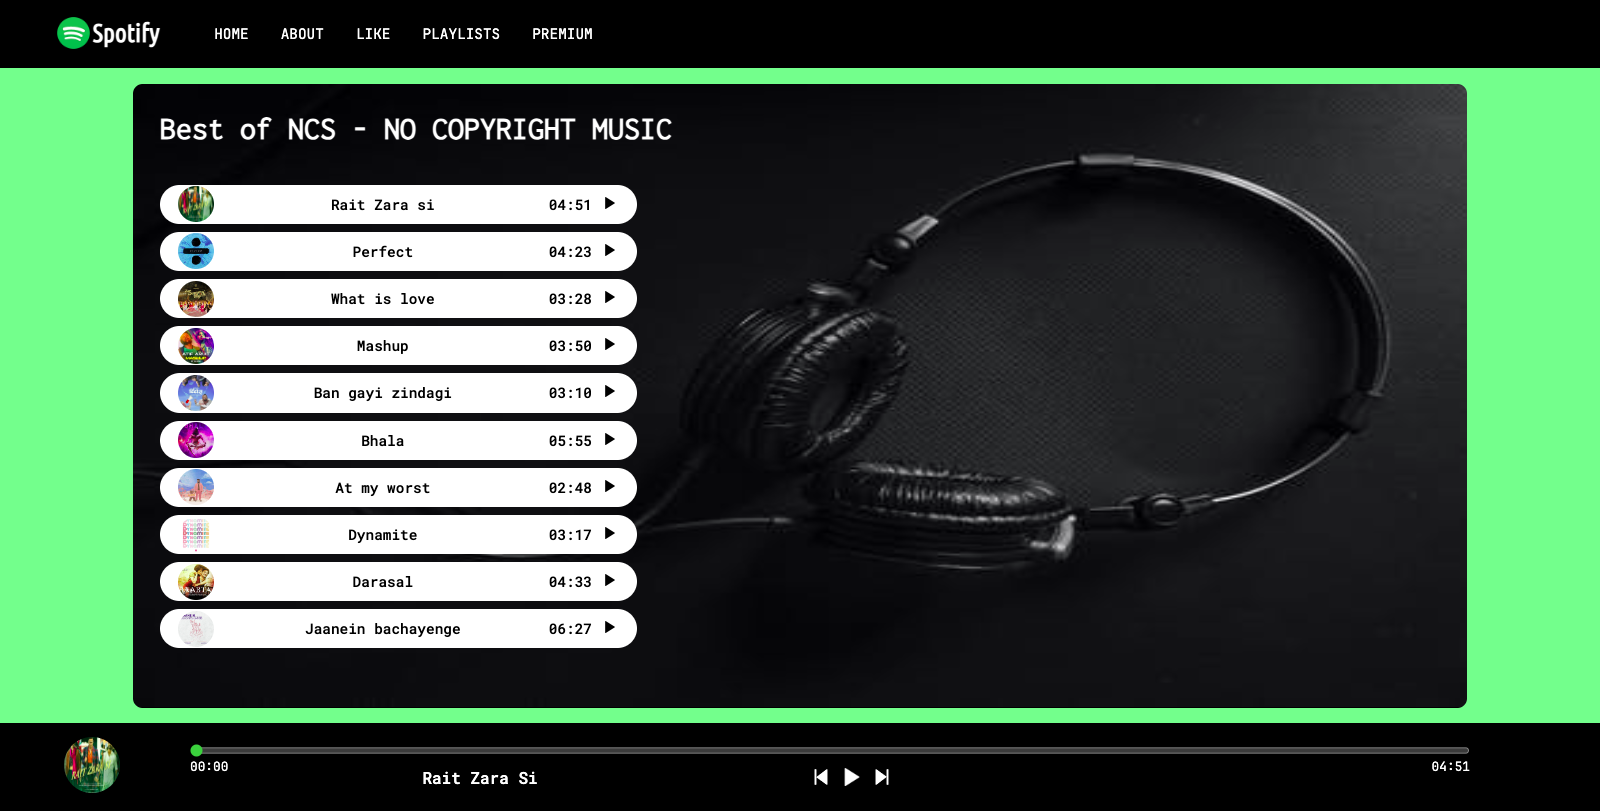 Spotify HOME ABOUT LIKE PLAYLISTS PREMIUM
Best of NCS - NO COPYRIGHT MUSIC
Rait Zara si 04:51
Perfect 04:23
What is love 03:28
Mashup 03:50
Ban gayi zindagi 03:10
Bhala 05:55
At my worst 02:48
Dynamite 03:17
Darasal 04:33
Jaanein bachayenge 06:27
00:00 04:51
Rait Zara Si